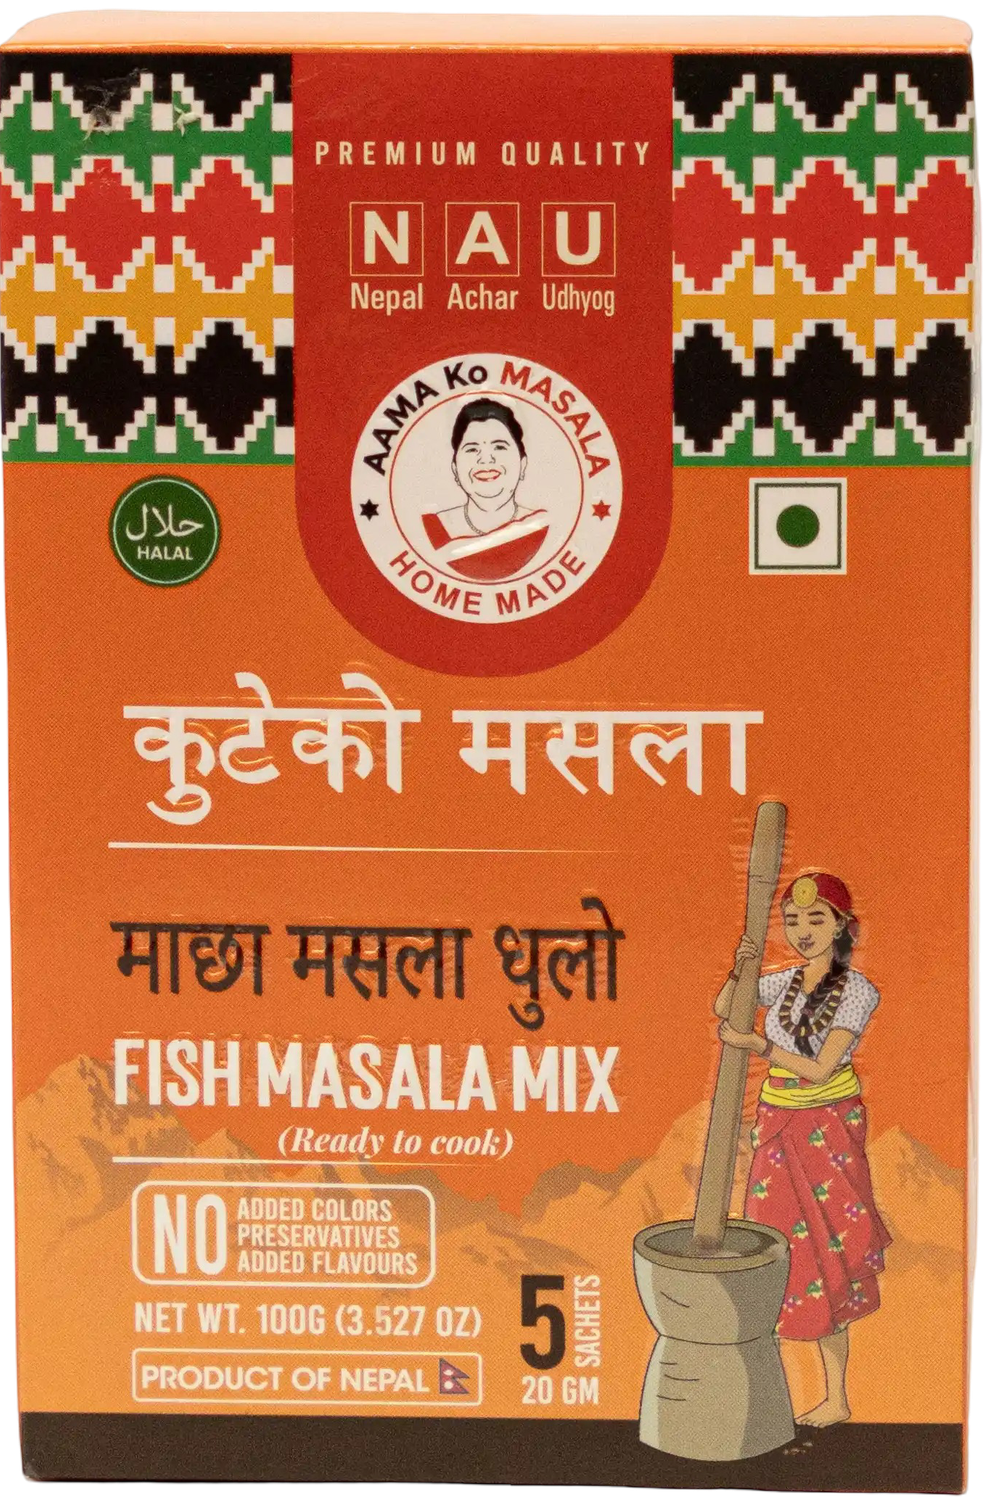 PREMIUM QUALITY
N A U
Nepal Achar Udhyog
AAMA Ko MASALA
HOME MADE
حلال
HALAL
कुटेको मसला
माछा मसला धुलो
FISH MASALA MIX
(Ready to cook)
NO ADDED COLORS
PRESERVATIVES
ADDED FLAVOURS
NET WT. 100G (3.527 OZ)
PRODUCT OF NEPAL
5 SACHETS
20 GM